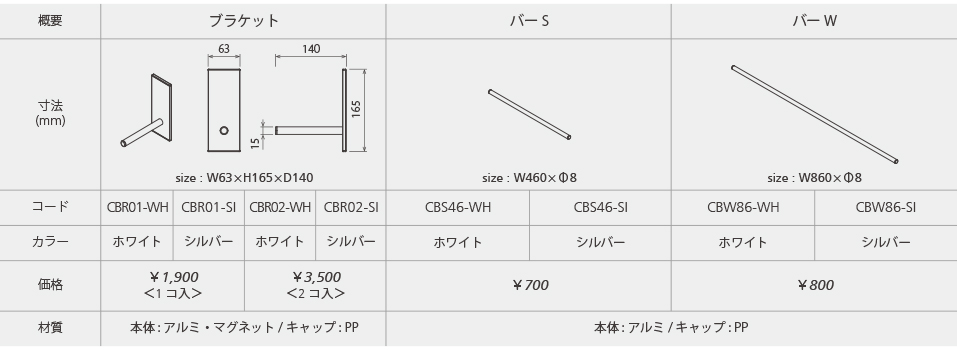 概要 ブラケット バー S バー W
寸法
(mm)
63 140
165
15
size : W63×H165×D140 size : W460×Φ8 size : W860×Φ8
コード CBR01-WH CBR01-SI CBR02-WH CBR02-SI CBS46-WH CBS46-SI CBW86-WH CBW86-SI
カラー ホワイト シルバー ホワイト シルバー ホワイト シルバー ホワイト シルバー
価格 ¥1,900 ¥3,500 ¥700 ¥800
<1 コ入> <2 コ入>
材質 本体 : アルミ・マグネット / キャップ : PP 本体 : アルミ / キャップ : PP